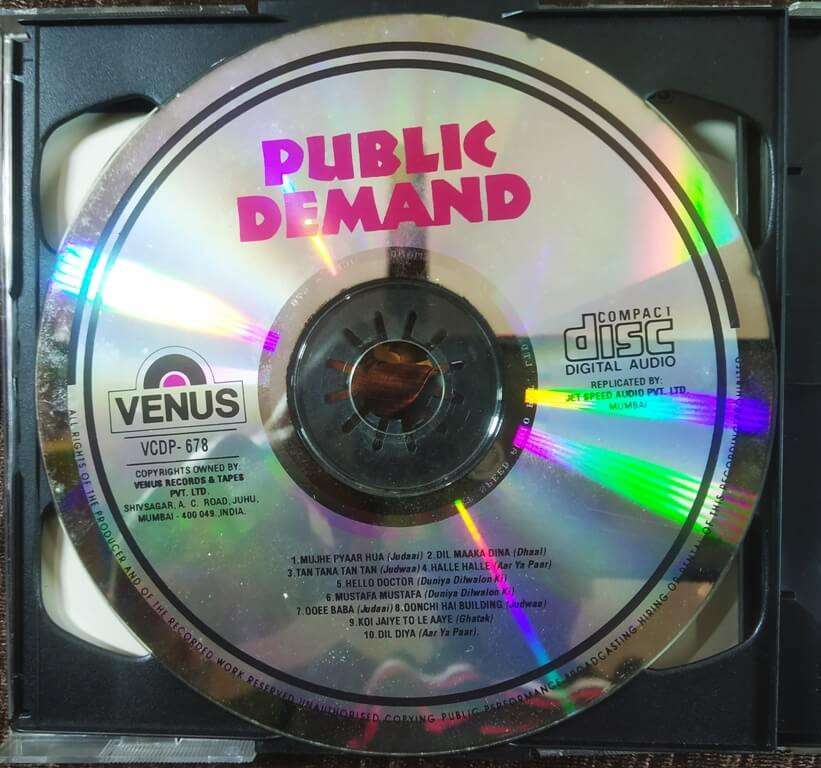 PUBLIC
DEMAND
COMPACT
disc
DIGITAL AUDIO
REPLICATED BY:
JET SPEED AUDIO PVT. LTD.
MUMBAI
VENUS
VCDP- 678
COPYRIGHTS OWNED BY:
VENUS RECORDS & TAPES
PVT. LTD.
SHIVSAGAR, A. C. ROAD, JUHU,
MUMBAI - 400 049.,INDIA.
1.MUJHE PYAAR HUA (Judaai) 2.DIL MAAKA DINA (Dhaal)
3.TAN TANA TAN TAN (Judwaa) 4.HALLE HALLE (Aar Ya Paar)
5.HELLO DOCTOR (Duniya Dilwalon Ki)
6.MUSTAFA MUSTAFA (Duniya Dilwalon Ki)
7.OOEE BABA (Judaai) 8.OONCHI HAI BUILDING (Judwaa)
9.KOI JAIYE TO LE AAYE (Ghatak)
10.DIL DIYA (Aar Ya Paar).
ALL RIGHTS OF THE PRODUCER AND OF THE RECORDED WORK RESERVED UNAUTHORISED COPYING PUBLIC PERFORMANCE BROADCASTING HIRING OR RENTAL OF THIS RECORDING PROHIBITED